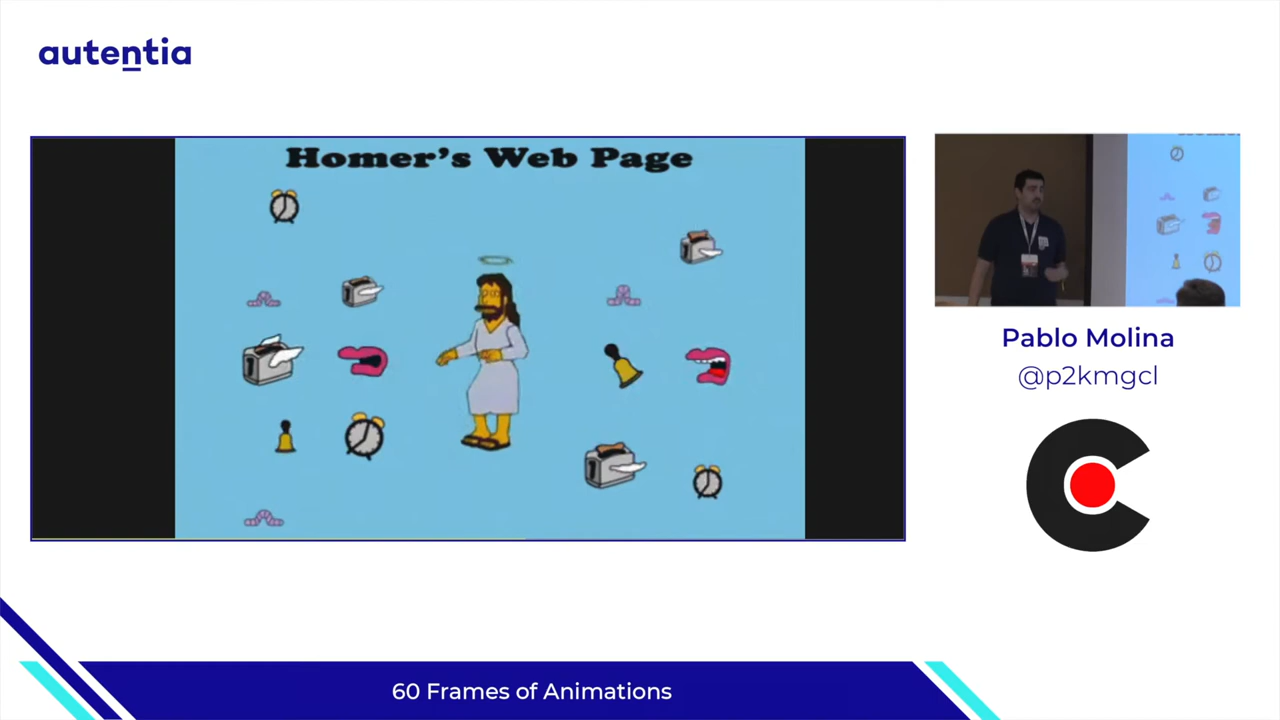 autentia
Homer's Web Page
Pablo Molina
@p2kmgcl
60 Frames of Animations